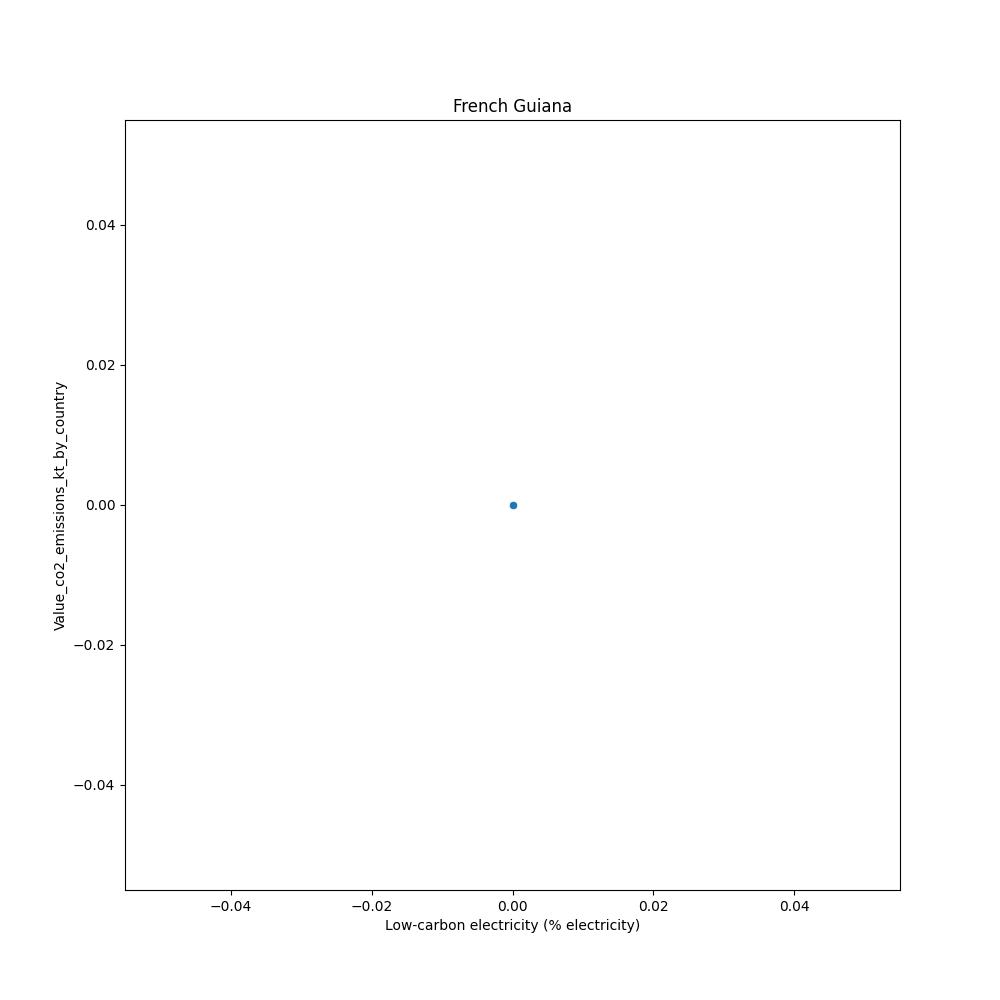 French Guiana
0.04
0.02
0.00
−0.02
−0.04
Value_co2_emissions_kt_by_country
−0.04 −0.02 0.00 0.02 0.04
Low-carbon electricity (% electricity)